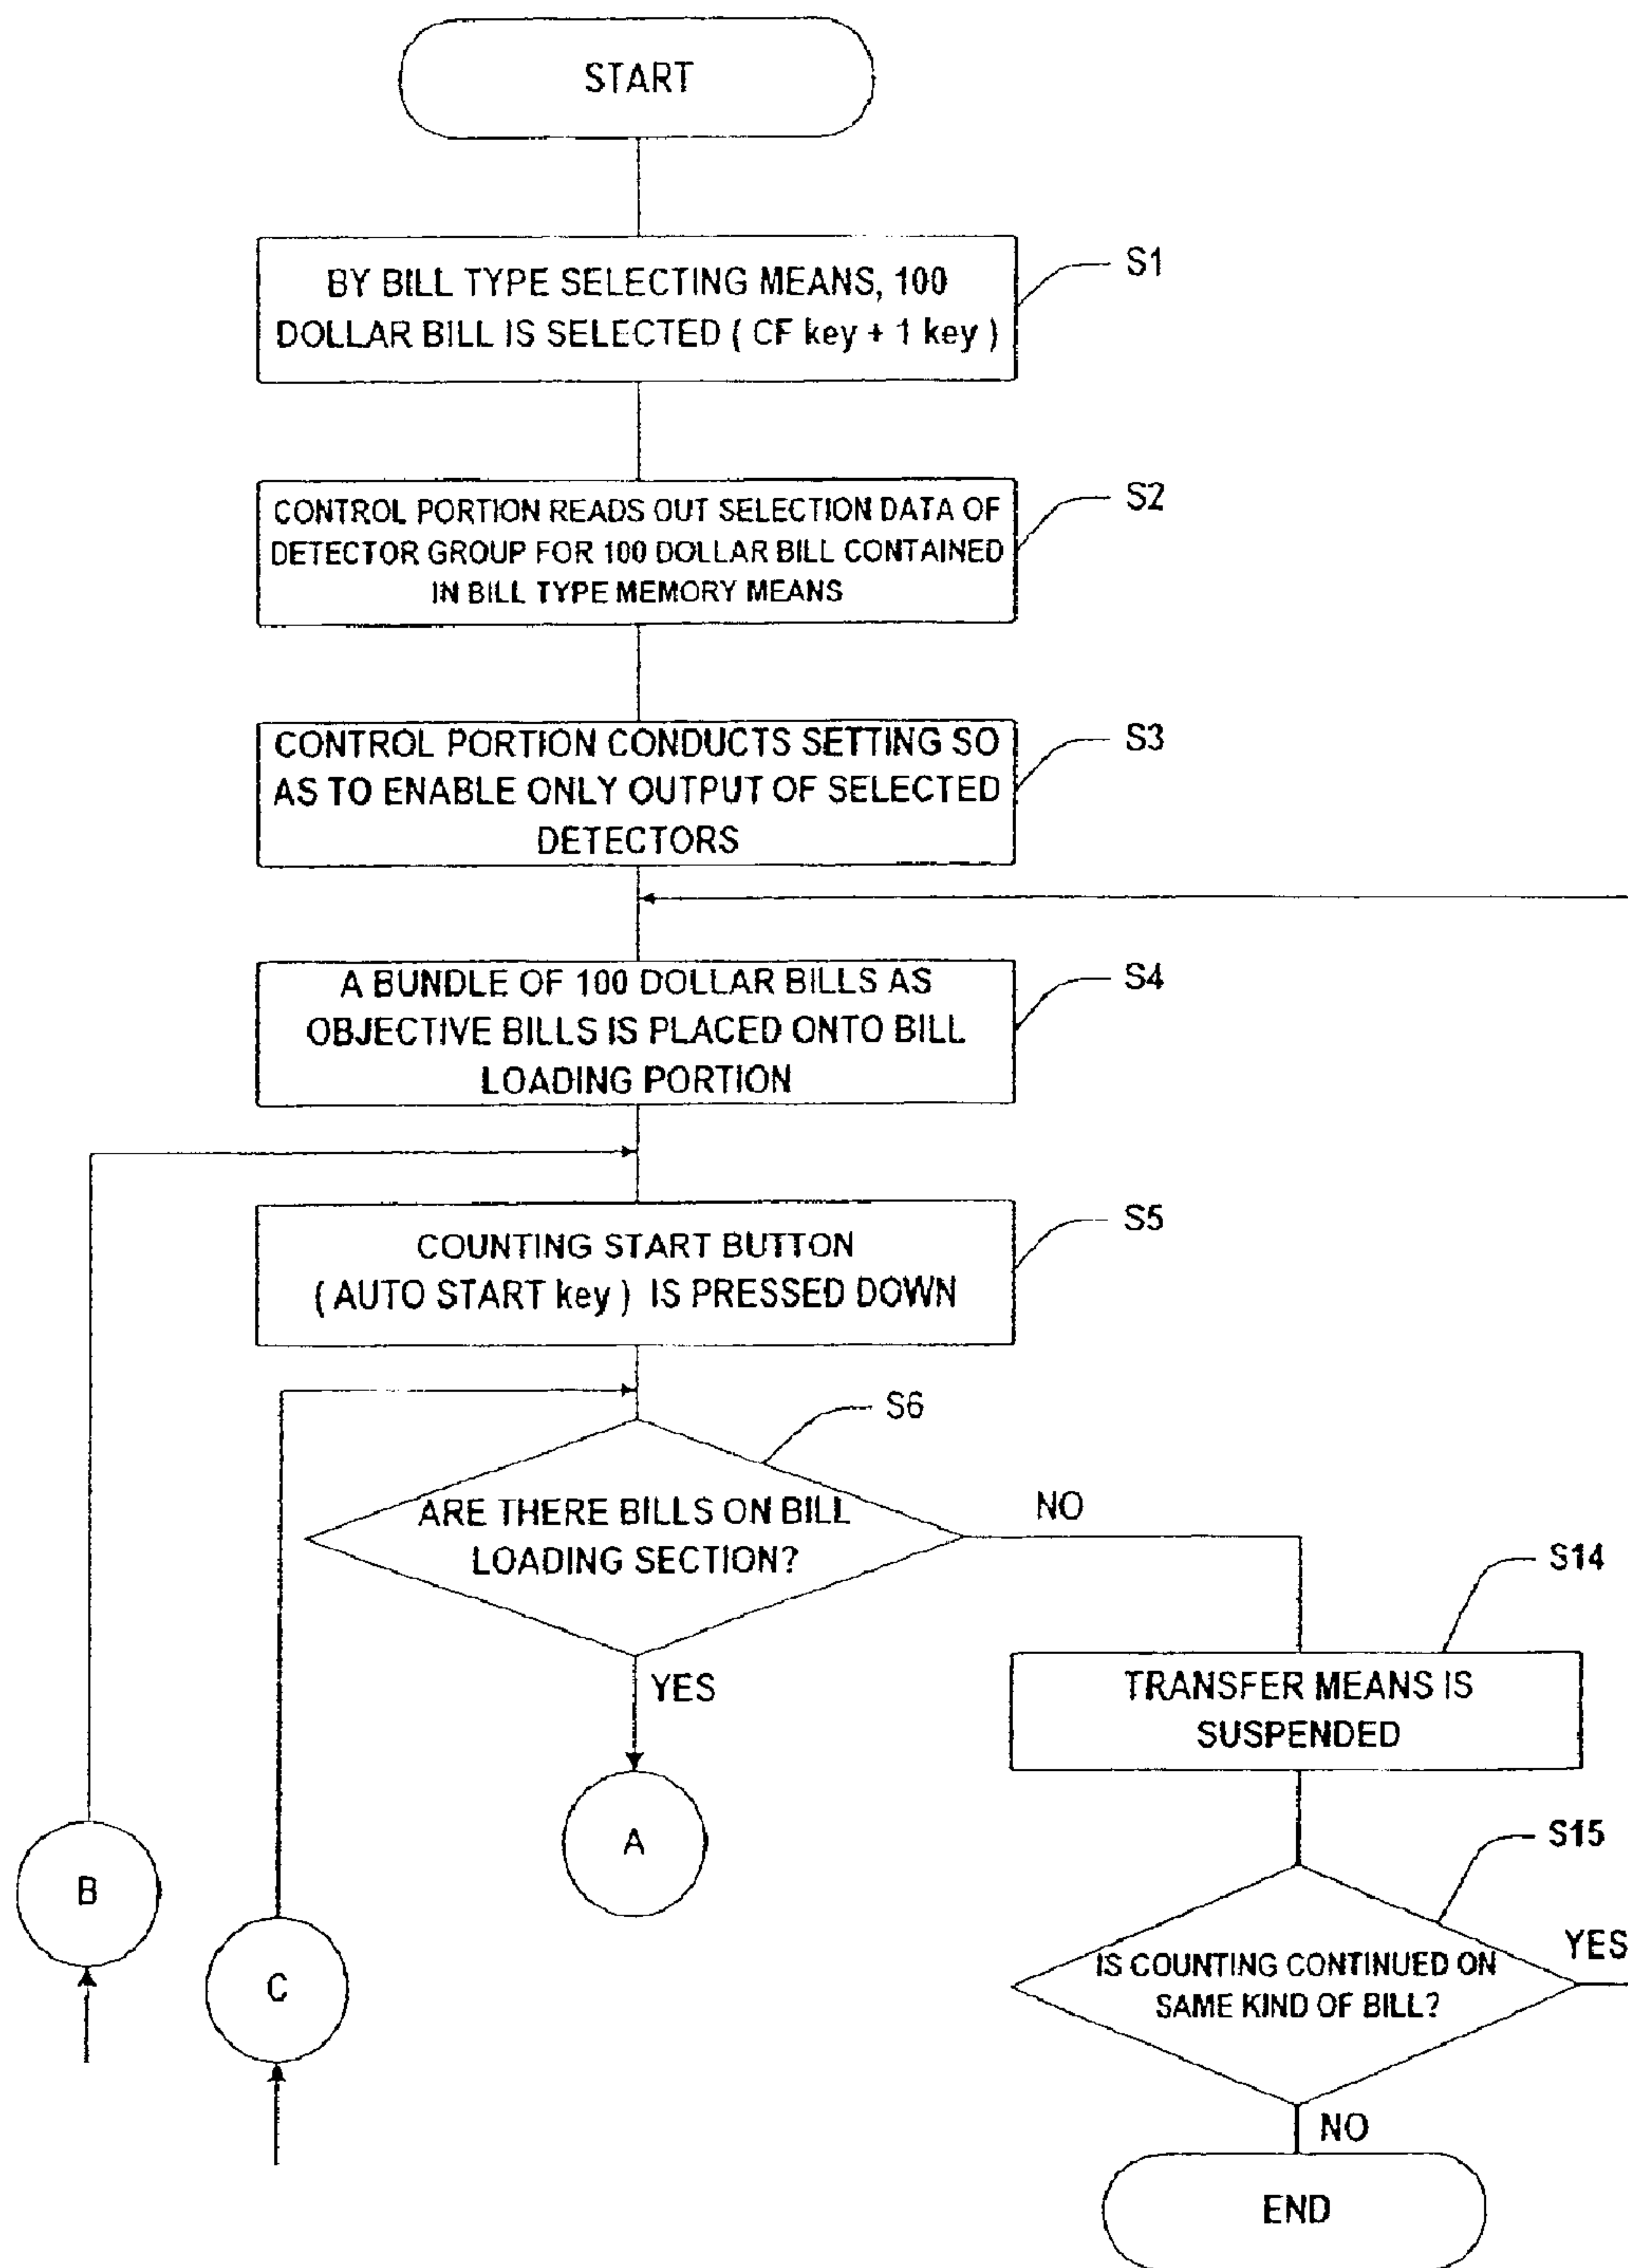 START
BY BILL TYPE SELECTING MEANS, 100
DOLLAR BILL IS SELECTED ( CF key + 1 key )
S1
CONTROL PORTION READS OUT SELECTION DATA OF
DETECTOR GROUP FOR 100 DOLLAR BILL CONTAINED
IN BILL TYPE MEMORY MEANS
S2
CONTROL PORTION CONDUCTS SETTING SO
AS TO ENABLE ONLY OUTPUT OF SELECTED
DETECTORS
S3
A BUNDLE OF 100 DOLLAR BILLS AS
OBJECTIVE BILLS IS PLACED ONTO BILL
LOADING PORTION
S4
COUNTING START BUTTON
( AUTO START key ) IS PRESSED DOWN
S5
S6
ARE THERE BILLS ON BILL
LOADING SECTION?
NO
YES
S14
TRANSFER MEANS IS
SUSPENDED
A
B
C
S15
IS COUNTING CONTINUED ON
SAME KIND OF BILL?
YES
NO
END